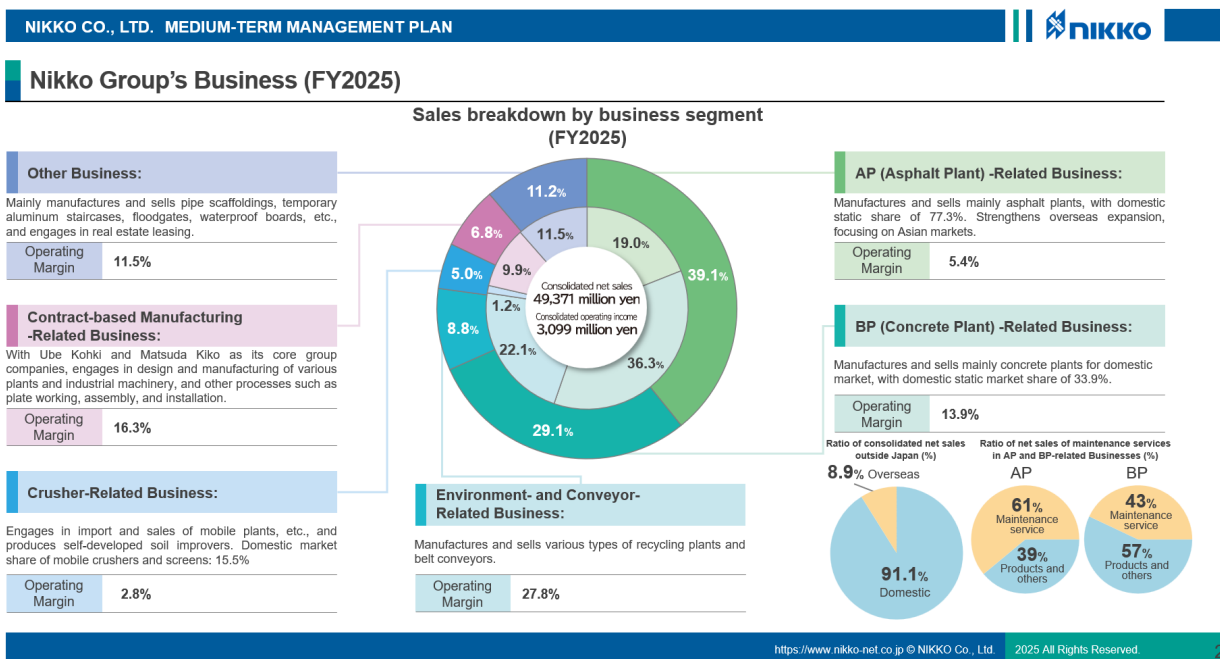 NIKKO CO., LTD. MEDIUM-TERM MANAGEMENT PLAN
nikko
Nikko Group's Business (FY2025)
Sales breakdown by business segment
(FY2025)
Other Business:
Mainly manufactures and sells pipe scaffoldings, temporary
aluminum staircases, floodgates, waterproof boards, etc.,
and engages in real estate leasing.
Operating
Margin
11.5%
Contract-based Manufacturing
-Related Business:
With Ube Kohki and Matsuda Kiko as its core group
companies, engages in design and manufacturing of various
plants and industrial machinery, and other processes such as
plate working, assembly, and installation.
Operating
Margin
16.3%
Crusher-Related Business:
Engages in import and sales of mobile plants, etc., and
produces self-developed soil improvers. Domestic market
share of mobile crushers and screens: 15.5%
Operating
Margin
2.8%
11.2%
6.8%
5.0%
8.8%
29.1%
39.1%
11.5%
9.9%
1.2%
22.1%
36.3%
19.0%
Consolidated net sales
49,371 million yen
Consolidated operating income
3,099 million yen
Environment- and Conveyor-
Related Business:
Manufactures and sells various types of recycling plants and
belt conveyors.
Operating
Margin
27.8%
AP (Asphalt Plant) -Related Business:
Manufactures and sells mainly asphalt plants, with domestic
static share of 77.3%. Strengthens overseas expansion,
focusing on Asian markets.
Operating
Margin
5.4%
BP (Concrete Plant) -Related Business:
Manufactures and sells mainly concrete plants for domestic
market, with domestic static market share of 33.9%.
Operating
Margin
13.9%
Ratio of consolidated net sales
outside Japan (%)
8.9% Overseas
91.1%
Domestic
Ratio of net sales of maintenance services
in AP and BP-related Businesses (%)
AP
61%
Maintenance
service
39%
Products and
others
BP
43%
Maintenance
service
57%
Products and
others
https://www.nikko-net.co.jp © NIKKO Co., Ltd.
2025 All Rights Reserved.